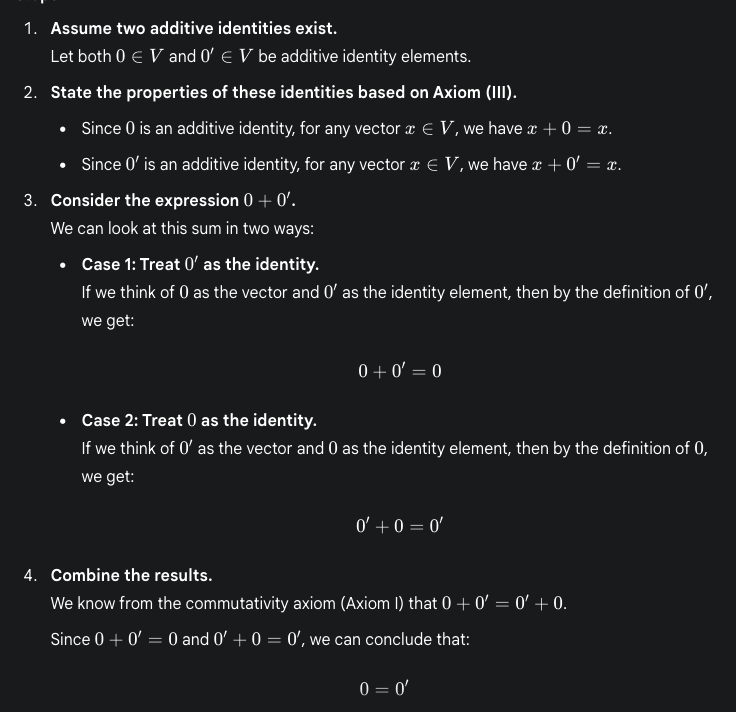 1. Assume two additive identities exist.
Let both 0 ∈ V and 0′ ∈ V be additive identity elements.
2. State the properties of these identities based on Axiom (III).
• Since 0 is an additive identity, for any vector x ∈ V, we have x + 0 = x.
• Since 0′ is an additive identity, for any vector x ∈ V, we have x + 0′ = x.
3. Consider the expression 0 + 0′.
We can look at this sum in two ways:
• Case 1: Treat 0′ as the identity.
If we think of 0 as the vector and 0′ as the identity element, then by the definition of 0′,
we get:
0 + 0′ = 0
• Case 2: Treat 0 as the identity.
If we think of 0′ as the vector and 0 as the identity element, then by the definition of 0,
we get:
0′ + 0 = 0′
4. Combine the results.
We know from the commutativity axiom (Axiom I) that 0 + 0′ = 0′ + 0.
Since 0 + 0′ = 0 and 0′ + 0 = 0′, we can conclude that:
0 = 0′